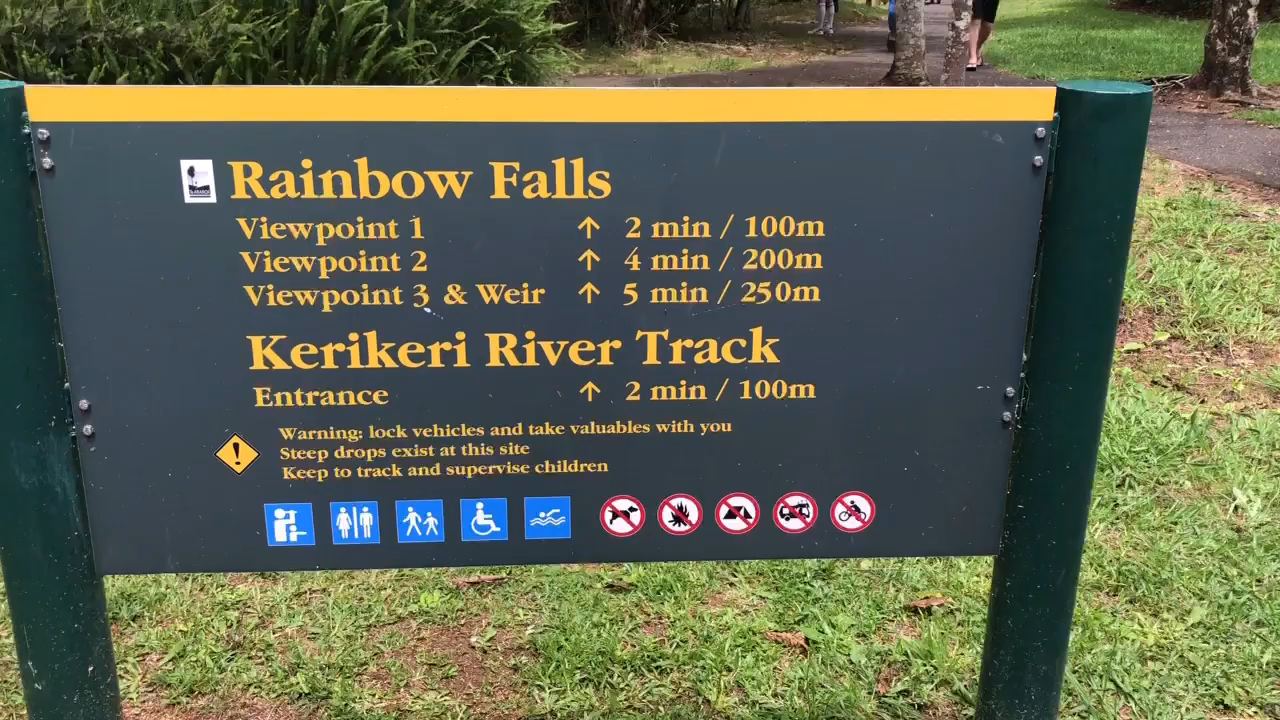 Rainbow Falls
Viewpoint 1 ↑ 2 min / 100m
Viewpoint 2 ↑ 4 min / 200m
Viewpoint 3 & Weir ↑ 5 min / 250m
Kerikeri River Track
Entrance ↑ 2 min / 100m
Warning: lock vehicles and take valuables with you
Steep drops exist at this site
Keep to track and supervise children